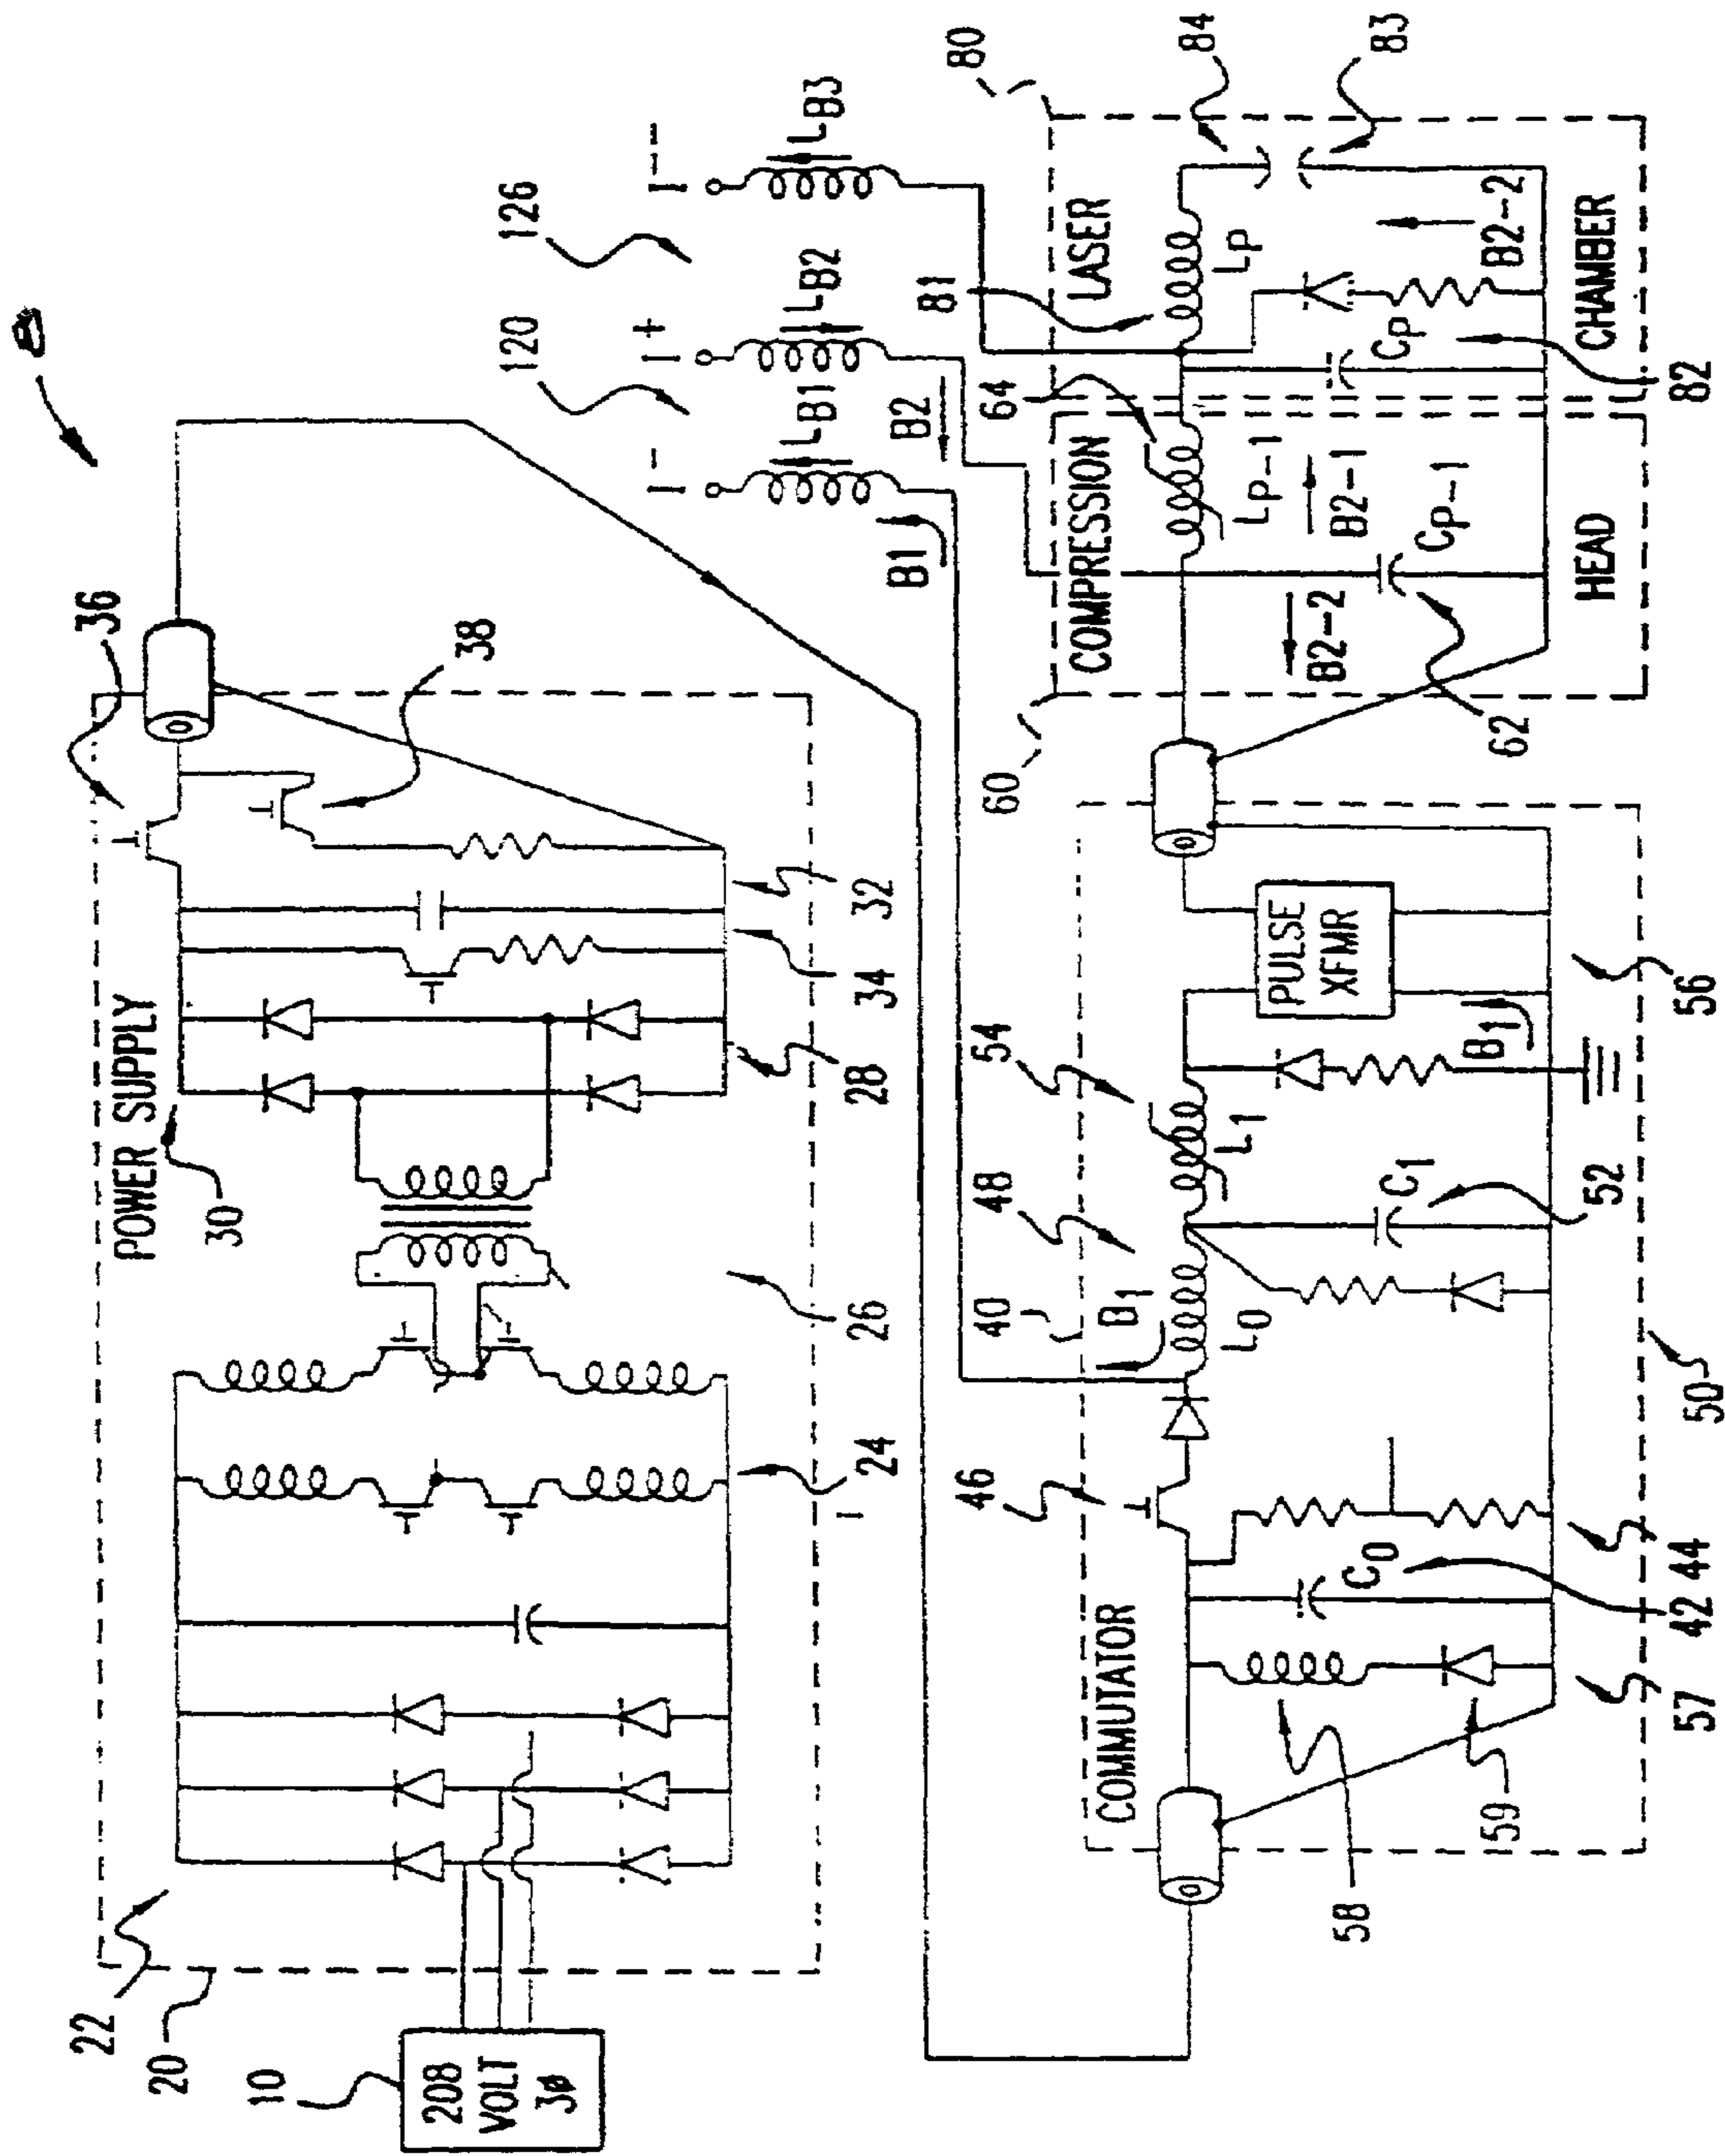 8
10
208
VOLT
3ø
20
22
POWER SUPPLY
30
24
26
28
34
32
36
38
120
126
I-
I+
I--
LB1
LB2
LB3
B1
B2
COMMUTATOR
46
40
B1
48
L0
54
L1
PULSE
XFMR
B1
C0
C1
58
59
57
42
44
50
52
56
60
COMPRESSION
HEAD
64
LP-1
B2-1
B2-2
CP-1
62
80
LASER
CHAMBER
81
LP
84
83
B2-2
CP
82